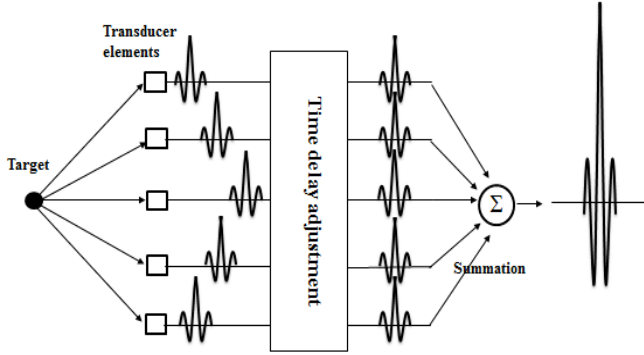 Transducer
elements
Target
Time delay adjustment
Σ
Summation